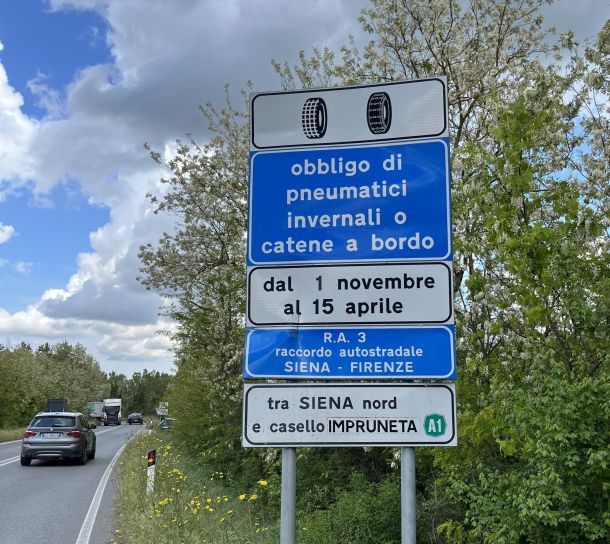 obbligo di
pneumatici
invernali o
catene a bordo
dal 1 novembre
al 15 aprile
R.A. 3
raccordo autostradale
SIENA - FIRENZE
tra SIENA nord
e casello IMPRUNETA A1